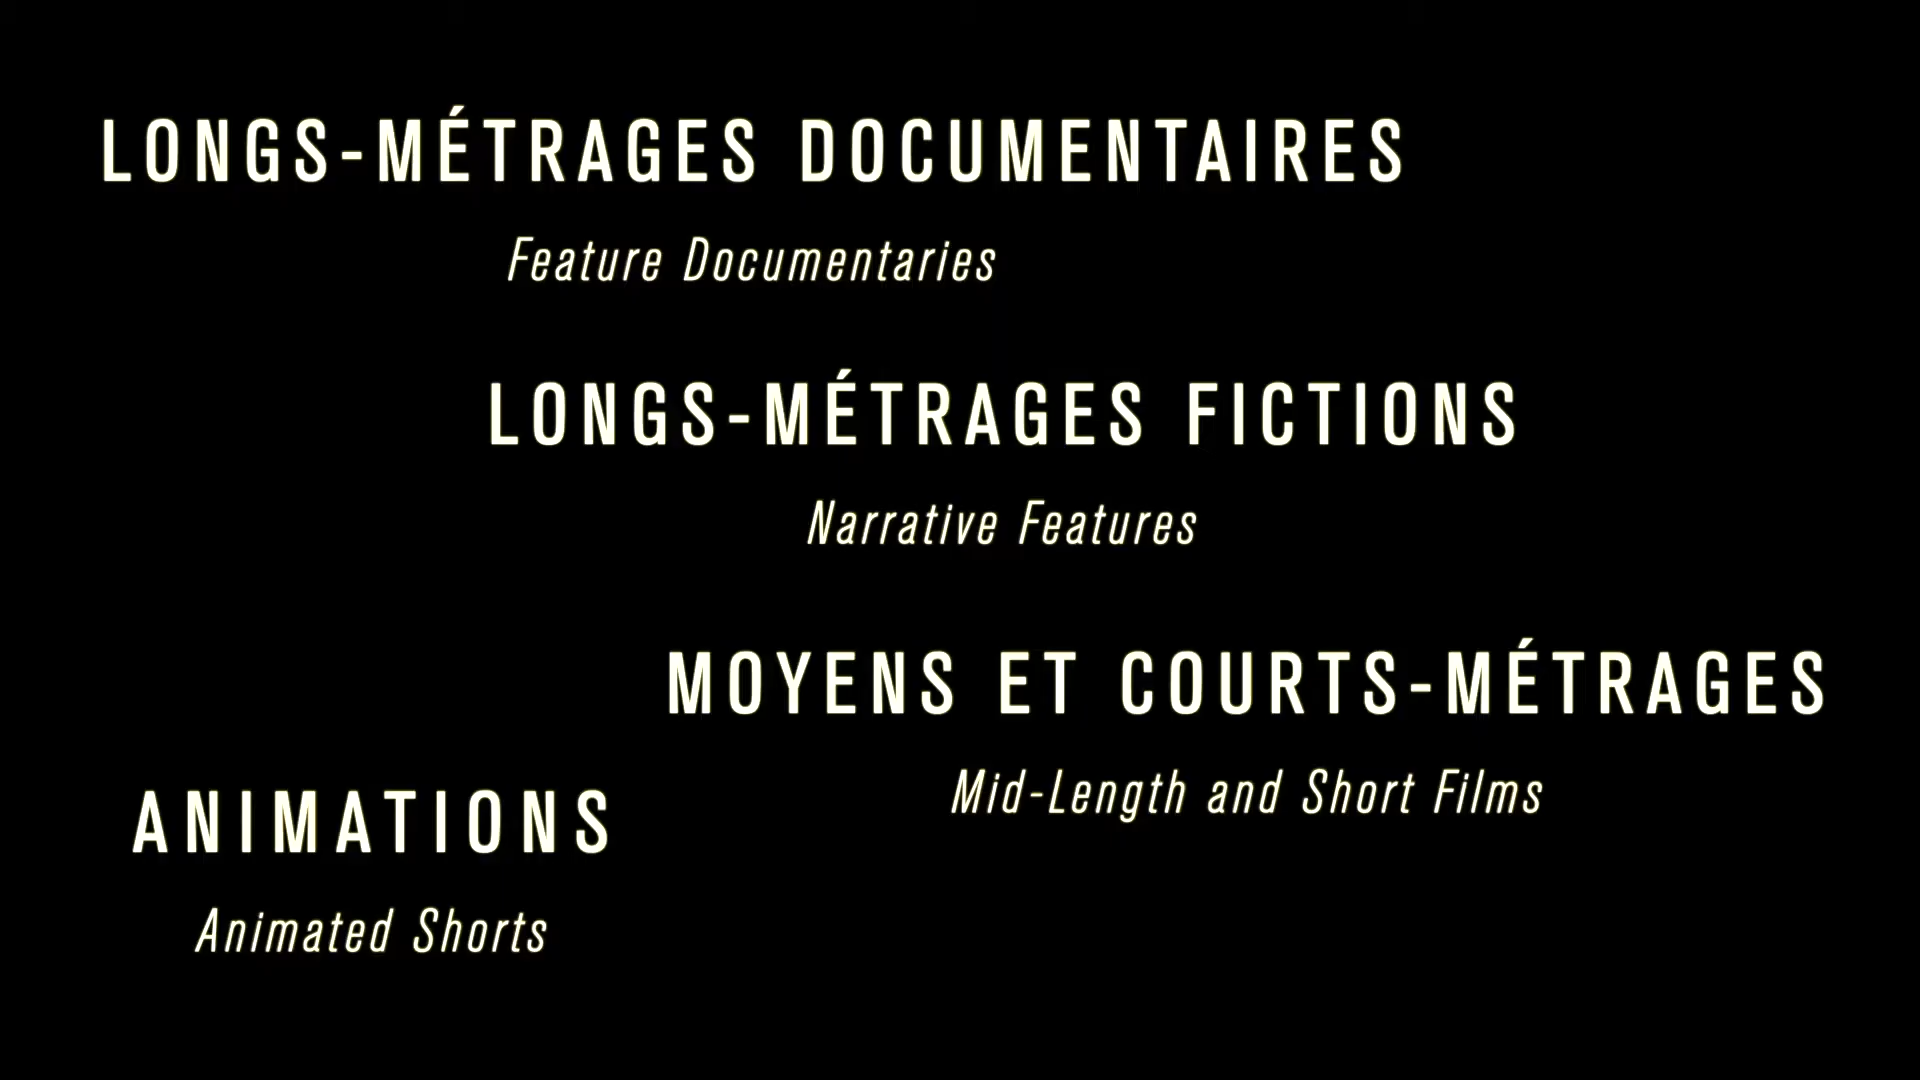 LONGS-MÉTRAGES DOCUMENTAIRES
Feature Documentaries
LONGS-MÉTRAGES FICTIONS
Narrative Features
MOYENS ET COURTS-MÉTRAGES
Mid-Length and Short Films
ANIMATIONS
Animated Shorts